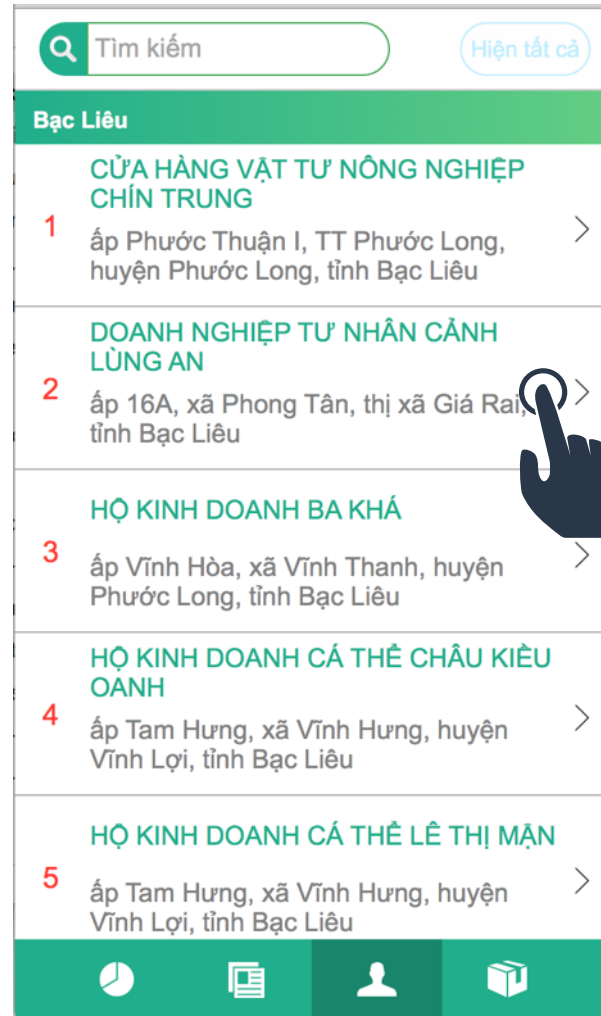 Tìm kiếm
Hiện tất cả
Bạc Liêu
CỬA HÀNG VẬT TƯ NÔNG NGHIỆP
CHÍN TRUNG
1
ấp Phước Thuận I, TT Phước Long,
huyện Phước Long, tỉnh Bạc Liêu
DOANH NGHIỆP TƯ NHÂN CẢNH
LÙNG AN
2
ấp 16A, xã Phong Tân, thị xã Giá Rai,
tỉnh Bạc Liêu
HỘ KINH DOANH BA KHÁ
3
ấp Vĩnh Hòa, xã Vĩnh Thanh, huyện
Phước Long, tỉnh Bạc Liêu
HỘ KINH DOANH CÁ THỂ CHÂU KIỀU
OANH
4
ấp Tam Hưng, xã Vĩnh Hưng, huyện
Vĩnh Lợi, tỉnh Bạc Liêu
HỘ KINH DOANH CÁ THỂ LÊ THỊ MẬN
5
ấp Tam Hưng, xã Vĩnh Hưng, huyện
Vĩnh Lợi, tỉnh Bạc Liêu